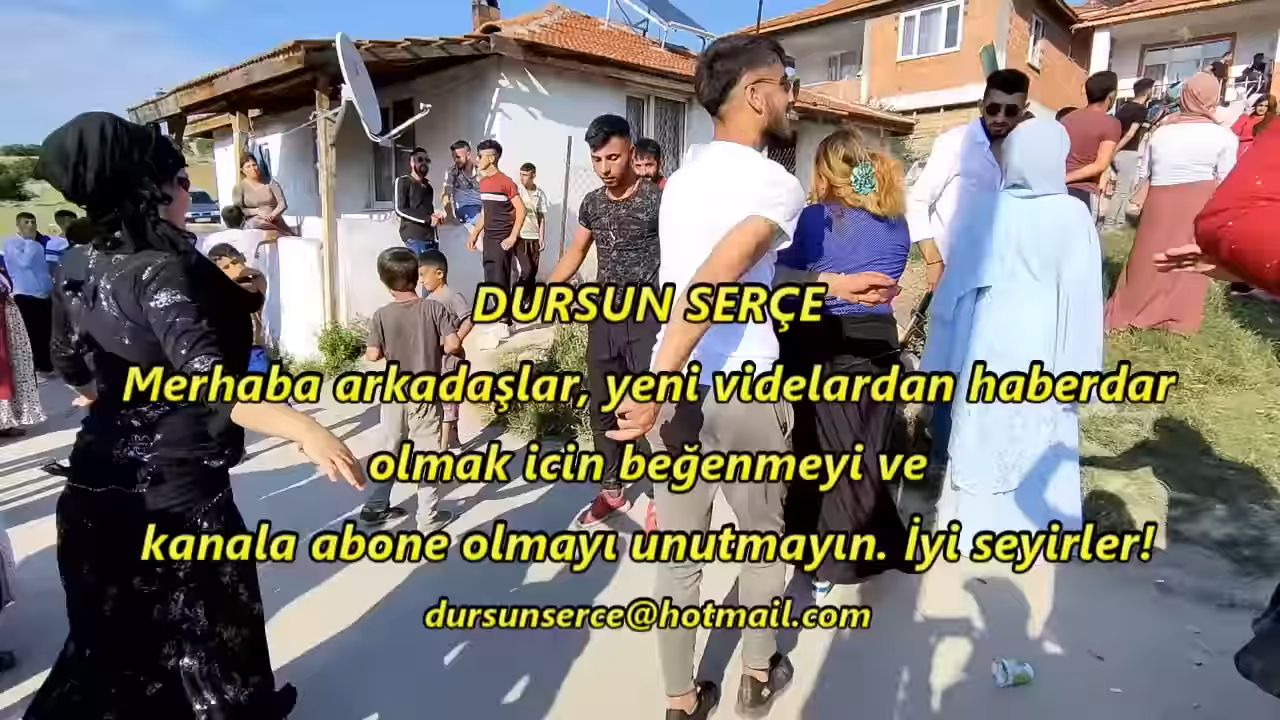 DURSUN SERÇE
Merhaba arkadaşlar, yeni videlardan haberdar
olmak icin beğenmeyi ve
kanala abone olmayı unutmayın. İyi seyirler!
dursunserce@hotmail.com